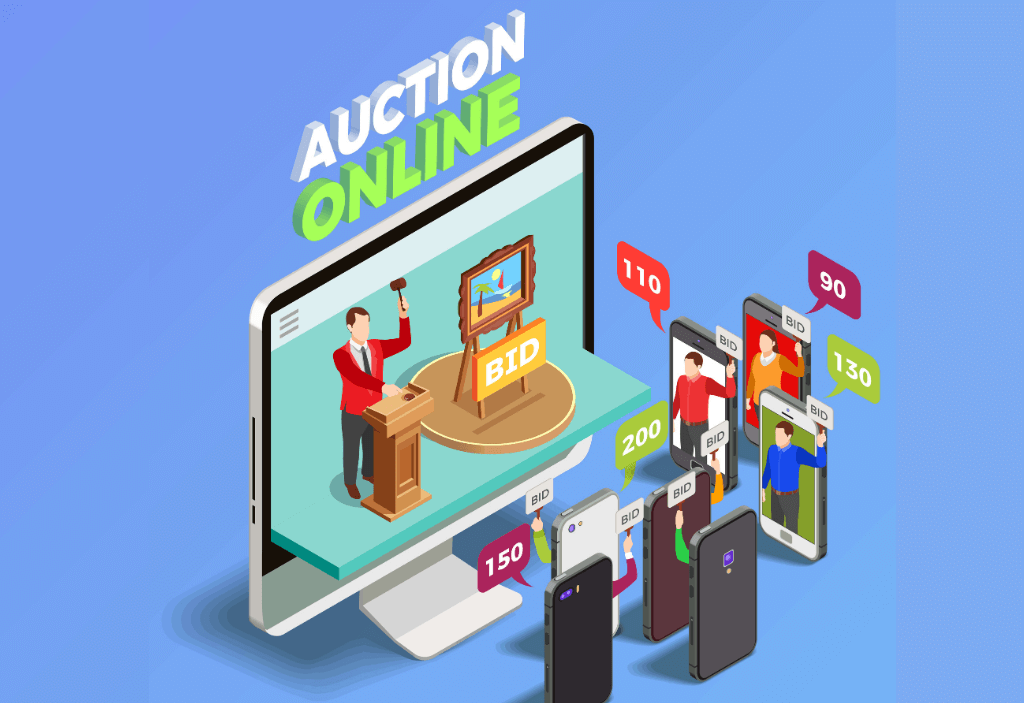 AUCTION
ONLINE
BID
110
90
130
200
150
BID
BID
BID
BID
BID
BID
BID